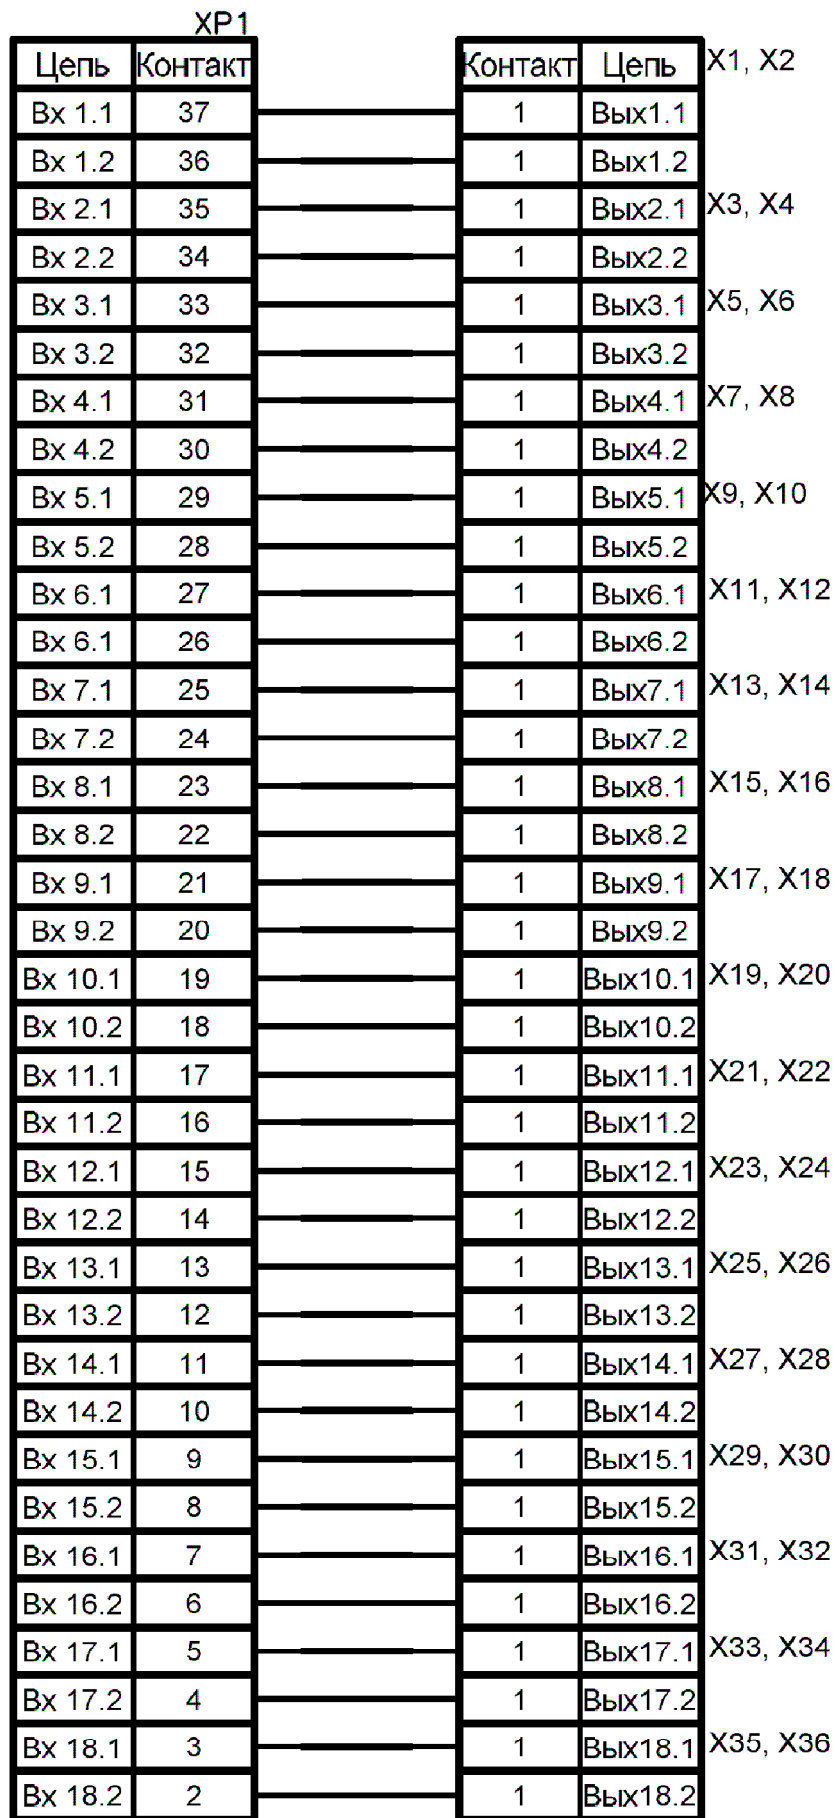 XP1
Цепь Контакт Контакт Цепь X1, X2
Вх 1.1 37 1 Вых1.1
Вх 1.2 36 1 Вых1.2
Вх 2.1 35 1 Вых2.1 X3, X4
Вх 2.2 34 1 Вых2.2
Вх 3.1 33 1 Вых3.1 X5, X6
Вх 3.2 32 1 Вых3.2
Вх 4.1 31 1 Вых4.1 X7, X8
Вх 4.2 30 1 Вых4.2
Вх 5.1 29 1 Вых5.1 X9, X10
Вх 5.2 28 1 Вых5.2
Вх 6.1 27 1 Вых6.1 X11, X12
Вх 6.1 26 1 Вых6.2
Вх 7.1 25 1 Вых7.1 X13, X14
Вх 7.2 24 1 Вых7.2
Вх 8.1 23 1 Вых8.1 X15, X16
Вх 8.2 22 1 Вых8.2
Вх 9.1 21 1 Вых9.1 X17, X18
Вх 9.2 20 1 Вых9.2
Вх 10.1 19 1 Вых10.1 X19, X20
Вх 10.2 18 1 Вых10.2
Вх 11.1 17 1 Вых11.1 X21, X22
Вх 11.2 16 1 Вых11.2
Вх 12.1 15 1 Вых12.1 X23, X24
Вх 12.2 14 1 Вых12.2
Вх 13.1 13 1 Вых13.1 X25, X26
Вх 13.2 12 1 Вых13.2
Вх 14.1 11 1 Вых14.1 X27, X28
Вх 14.2 10 1 Вых14.2
Вх 15.1 9 1 Вых15.1 X29, X30
Вх 15.2 8 1 Вых15.2
Вх 16.1 7 1 Вых16.1 X31, X32
Вх 16.2 6 1 Вых16.2
Вх 17.1 5 1 Вых17.1 X33, X34
Вх 17.2 4 1 Вых17.2
Вх 18.1 3 1 Вых18.1 X35, X36
Вх 18.2 2 1 Вых18.2